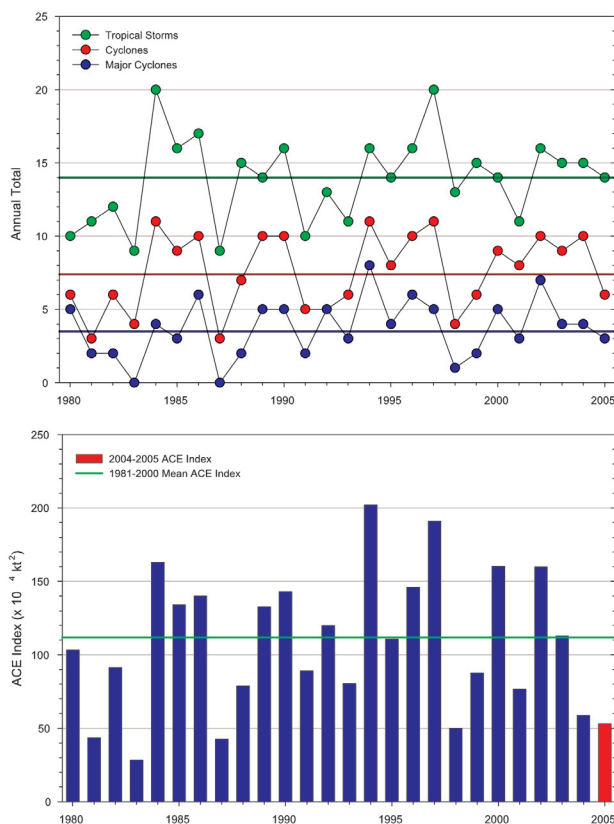 25
20
15
10
5
0
Annual Total
Tropical Storms
Cyclones
Major Cyclones
1980 1985 1990 1995 2000 2005
250
200
150
100
50
0
ACE Index (x 10 4 kt2)
2004-2005 ACE Index
1981-2000 Mean ACE Index
1980 1985 1990 1995 2000 2005